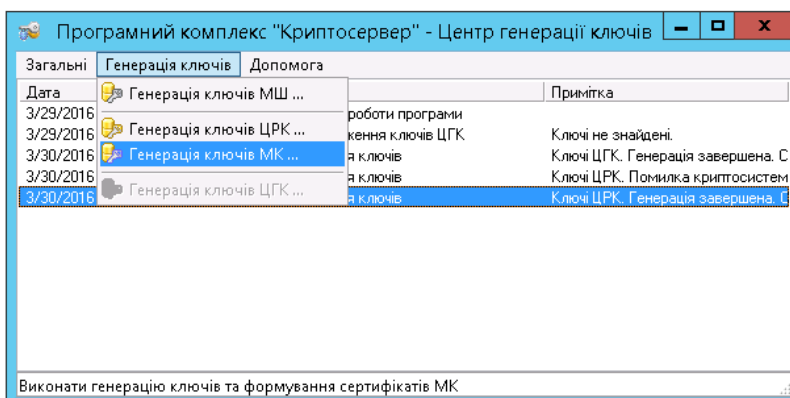 Програмний комплекс "Криптосервер" - Центр генерації ключів
Загальні Генерація ключів Допомога
Дата Примітка
Генерація ключів МШ ...
3/29/2016 роботи програми
Генерація ключів ЦРК ...
3/29/2016 ження ключів ЦГК Ключі не знайдені.
Генерація ключів МК ...
3/30/2016 я ключів Ключі ЦГК. Генерація завершена. С
3/30/2016 я ключів Ключі ЦРК. Помилка криптосистем
Генерація ключів ЦГК ...
3/30/2016 я ключів Ключі ЦРК. Генерація завершена. С
Виконати генерацію ключів та формування сертифікатів МК